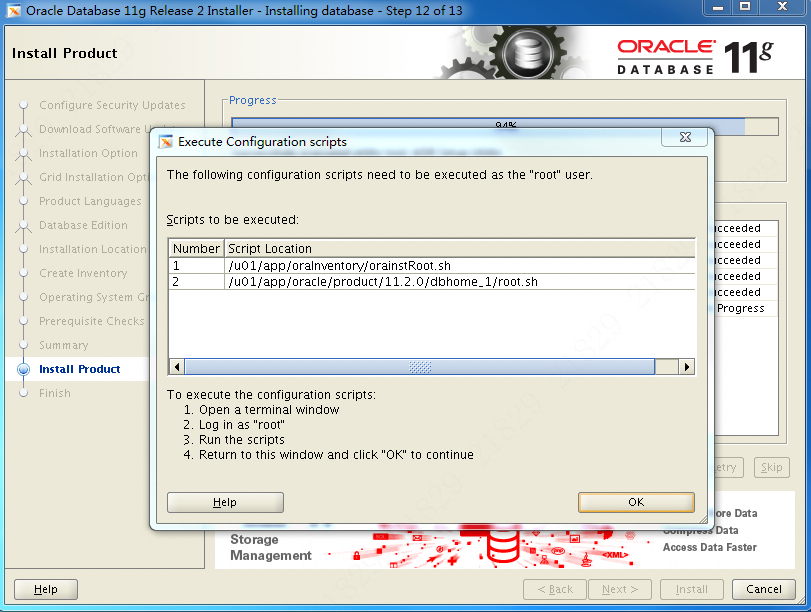 Oracle Database 11g Release 2 Installer - Installing database - Step 12 of 13
Install Product
ORACLE
DATABASE
11g
Configure Security Updates
Download Software
Installation Option
Grid Installation
Product Languages
Database Edition
Installation Location
Create Inventory
Operating System
Prerequisite Checks
Summary
Install Product
Finish
Progress
94%
Execute Configuration scripts
The following configuration scripts need to be executed as the "root" user.
Scripts to be executed:
Number Script Location
1 /u01/app/oraInventory/orainstRoot.sh
2 /u01/app/oracle/product/11.2.0/dbhome_1/root.sh
To execute the configuration scripts:
1. Open a terminal window
2. Log in as "root"
3. Run the scripts
4. Return to this window and click "OK" to continue
Help
OK
ucceeded
ucceeded
ucceeded
ucceeded
ucceeded
Progress
etry
Skip
Storage
Management
ore Data
Compress Data
Access Data Faster
<XML>
Help
< Back
Next >
Install
Cancel